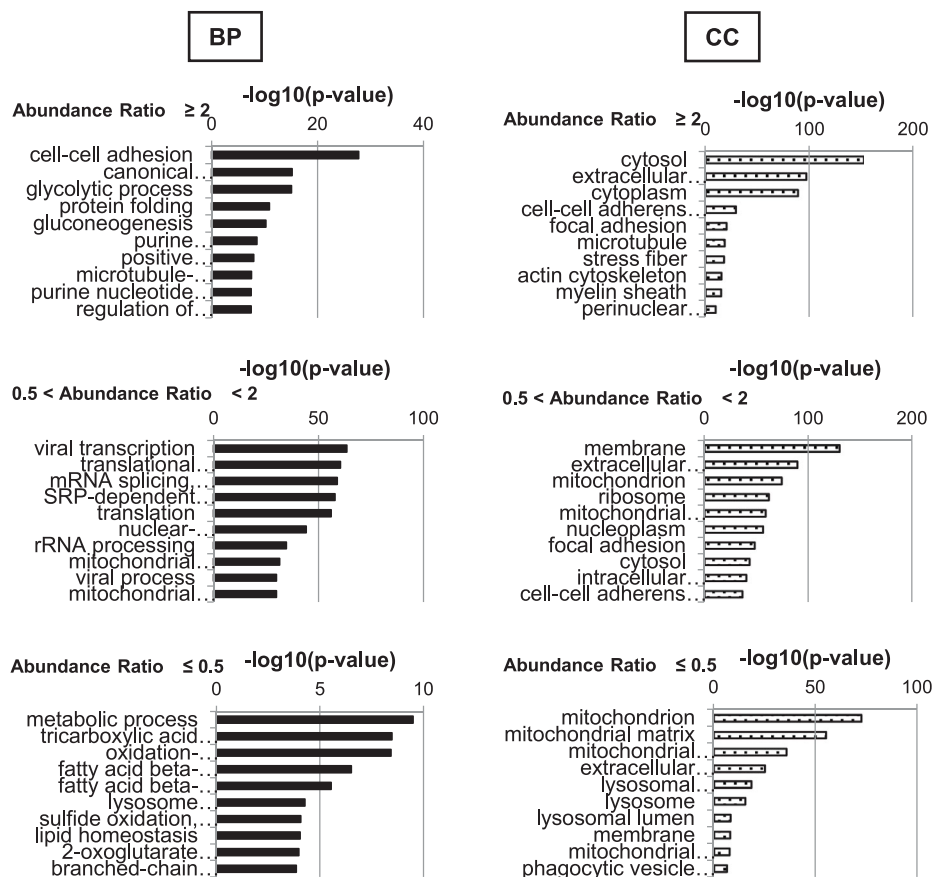 BP
Abundance Ratio ≥ 2
-log10(p-value)
0 20 40
cell-cell adhesion
canonical…
glycolytic process
protein folding
gluconeogenesis
purine…
positive…
microtubule-…
purine nucleotide…
regulation of…
0.5 < Abundance Ratio < 2
-log10(p-value)
0 50 100
viral transcription
translational…
mRNA splicing,…
SRP-dependent…
translation
nuclear-…
rRNA processing
mitochondrial…
viral process
mitochondrial…
Abundance Ratio ≤ 0.5
-log10(p-value)
0 5 10
metabolic process
tricarboxylic acid…
oxidation-…
fatty acid beta-…
fatty acid beta-…
lysosome…
sulfide oxidation,…
lipid homeostasis
2-oxoglutarate…
branched-chain…
CC
Abundance Ratio ≥ 2
-log10(p-value)
0 100 200
cytosol
extracellular…
cytoplasm
cell-cell adherens…
focal adhesion
microtubule
stress fiber
actin cytoskeleton
myelin sheath
perinuclear…
0.5 < Abundance Ratio < 2
-log10(p-value)
0 100 200
membrane
extracellular…
mitochondrion
ribosome
mitochondrial…
nucleoplasm
focal adhesion
cytosol
intracellular…
cell-cell adherens…
Abundance Ratio ≤ 0.5
-log10(p-value)
0 50 100
mitochondrion
mitochondrial matrix
mitochondrial…
extracellular…
lysosomal…
lysosome
lysosomal lumen
membrane
mitochondrial…
phagocytic vesicle